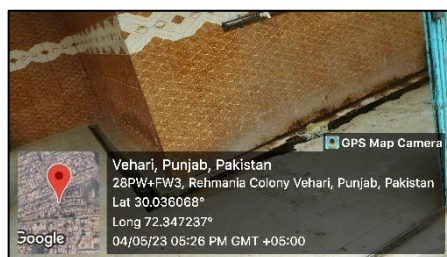 GPS Map Camera
Vehari, Punjab, Pakistan
28PW+FW3, Rehmania Colony Vehari, Punjab, Pakistan
Lat 30.036068°
Long 72.347237°
04/05/23 05:26 PM GMT +05:00
Google